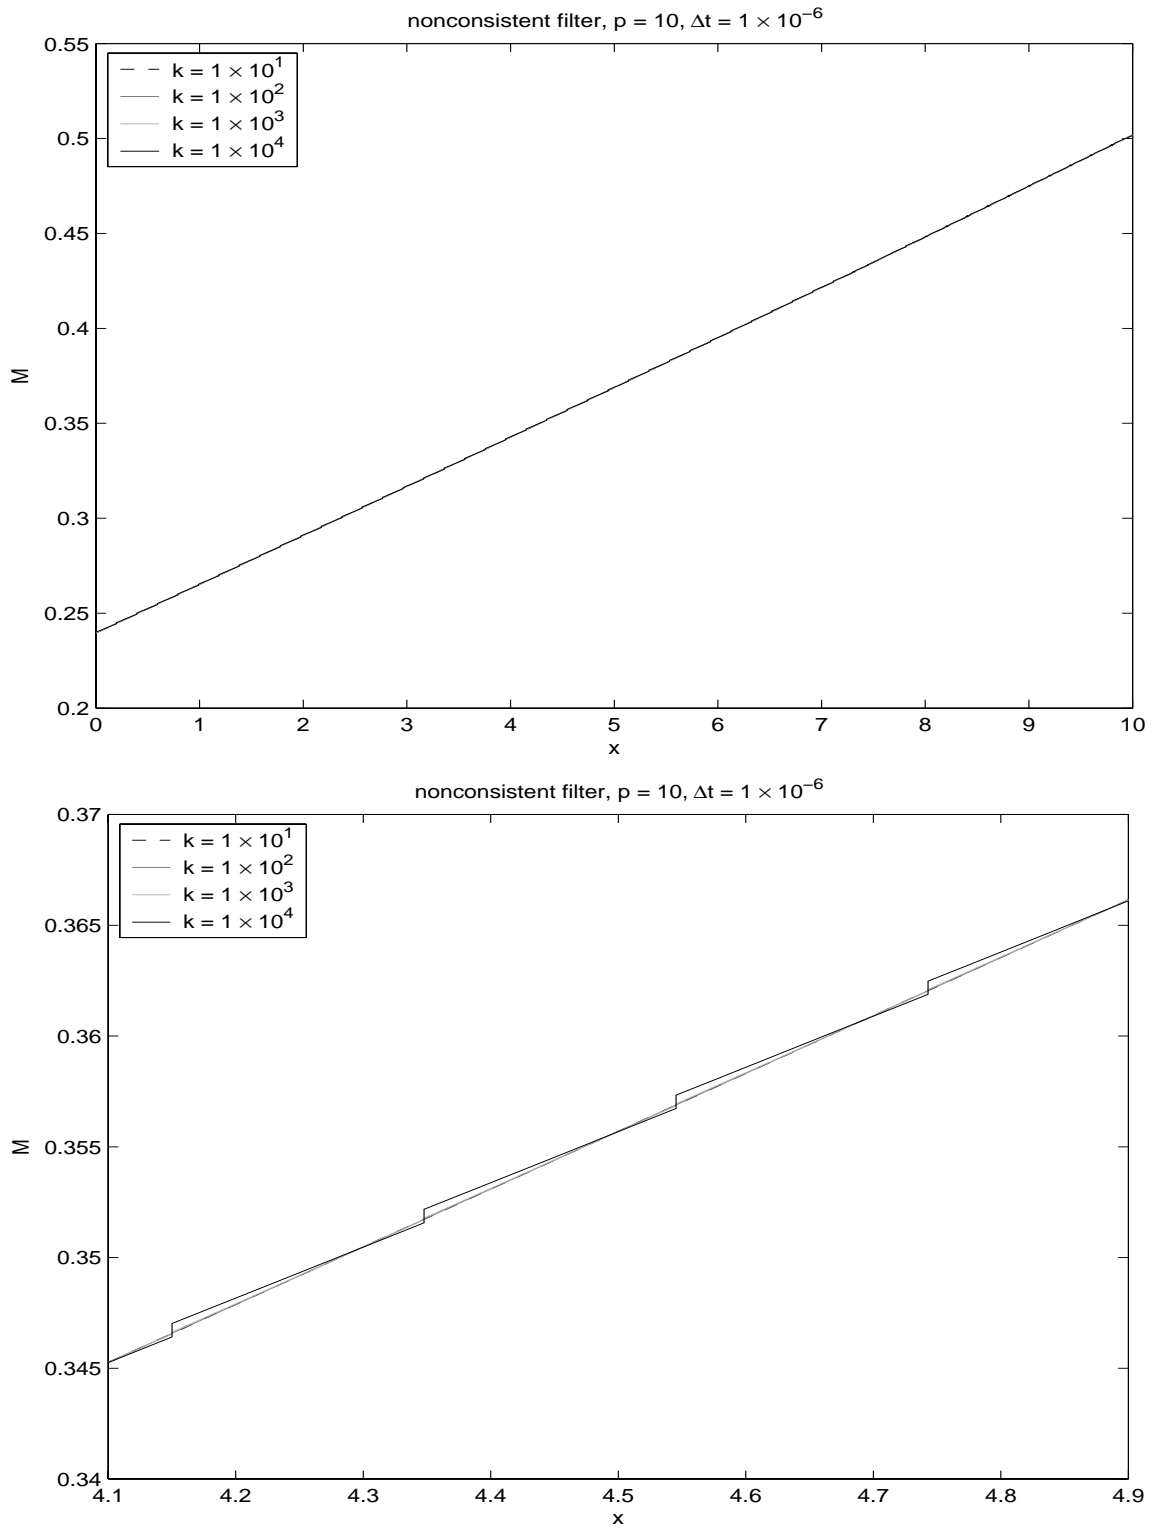 nonconsistent filter, p = 10, Δt = 1 × 10⁻⁶
0.55
k = 1 × 10¹
k = 1 × 10²
k = 1 × 10³
k = 1 × 10⁴
0.5
0.45
0.4
M
0.35
0.3
0.25
0.2
0 1 2 3 4 5 6 7 8 9 10
x
nonconsistent filter, p = 10, Δt = 1 × 10⁻⁶
0.37
k = 1 × 10¹
k = 1 × 10²
k = 1 × 10³
k = 1 × 10⁴
0.365
0.36
M
0.355
0.35
0.345
0.34
4.1 4.2 4.3 4.4 4.5 4.6 4.7 4.8 4.9
x